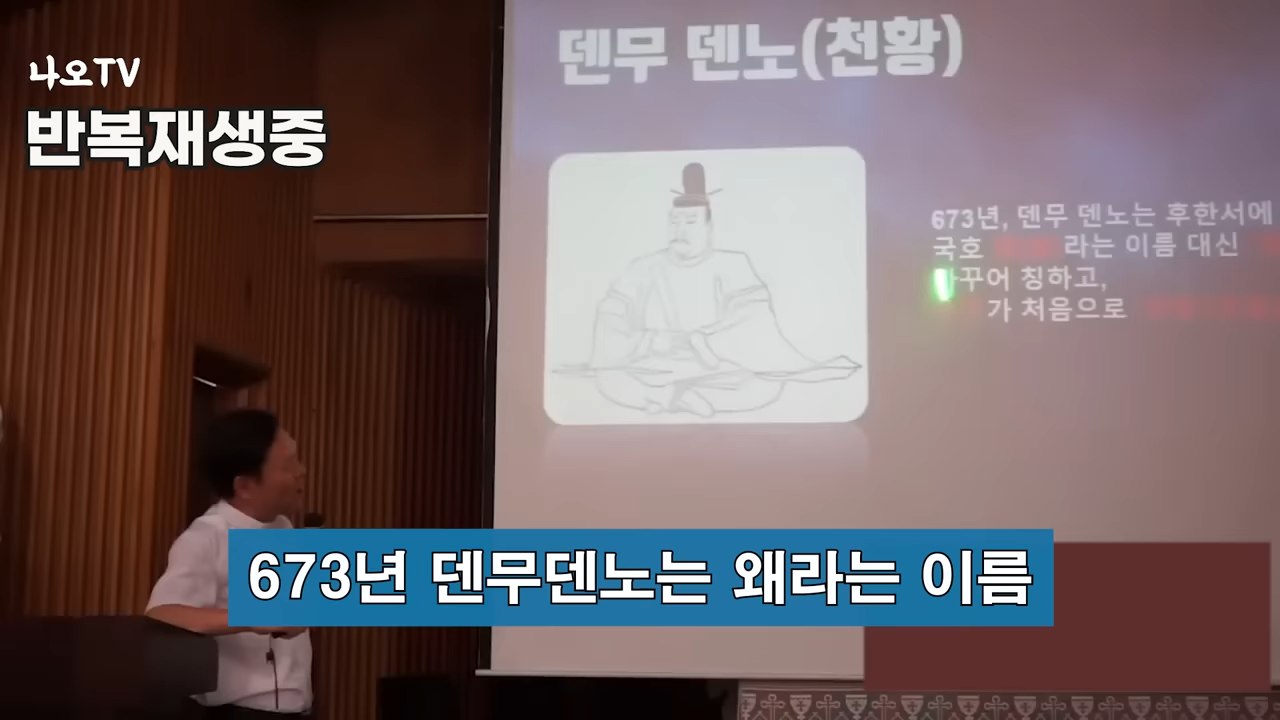 나오TV
반복재생중
덴무 덴노(천황)
673년, 덴무 덴노는 후한서에
국호 라는 이름 대신
꾸어 칭하고,
가 처음으로
673년 덴무덴노는 왜라는 이름